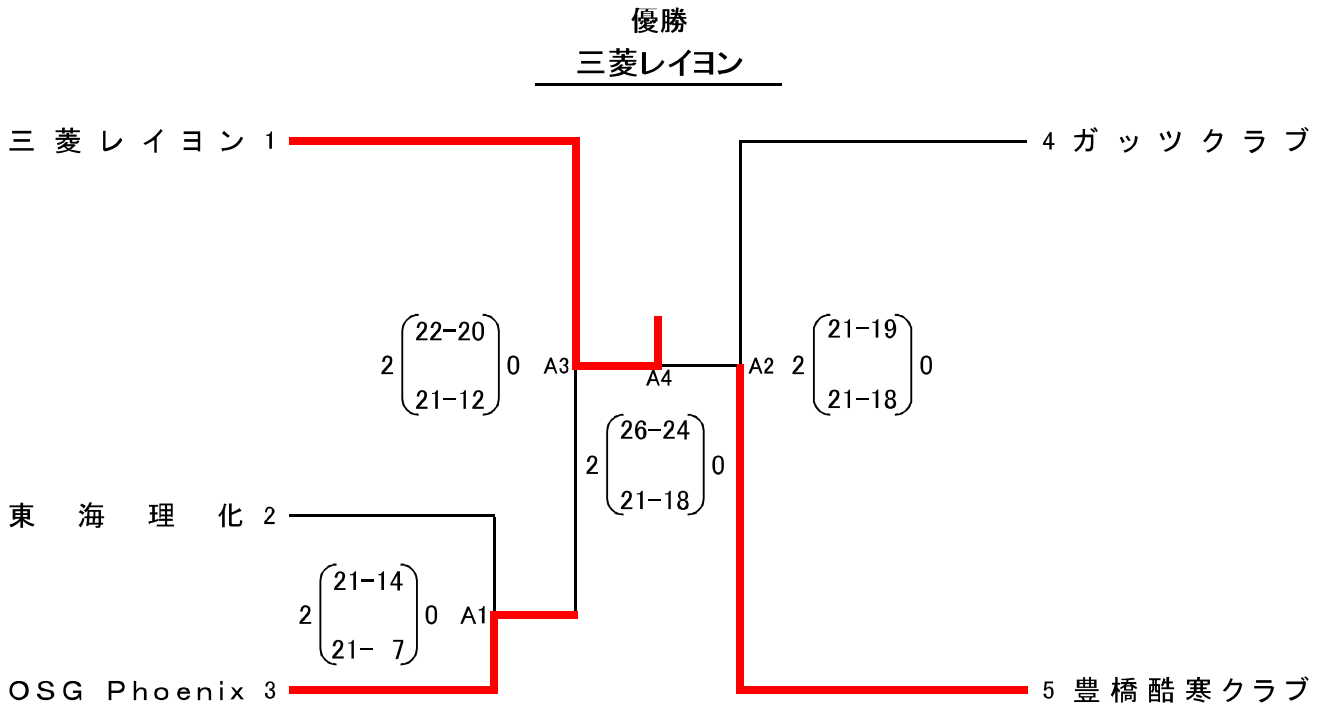 優勝
三菱レイヨン
三菱レイヨン 1
4 ガッツクラブ
22-20
2 0 A3
21-12
A4
21-19
A2 2 0
21-18
26-24
2 0
21-18
東海理化 2
21-14
2 0 A1
21- 7
OSG Phoenix 3
5 豊橋酷寒クラブ